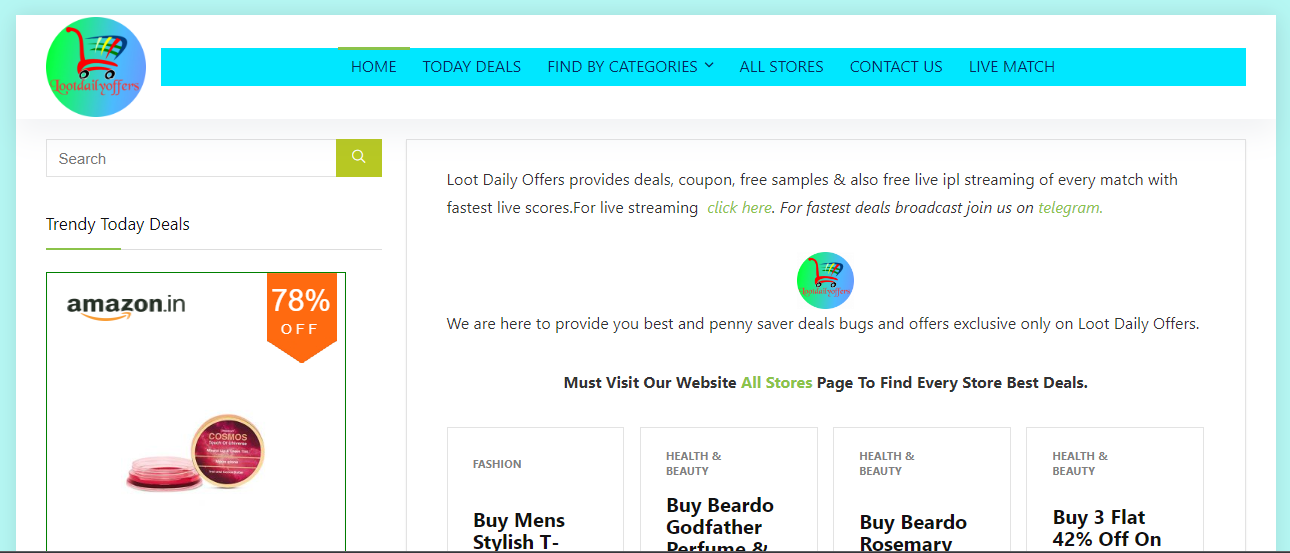 Lootdailyoffers
HOME TODAY DEALS FIND BY CATEGORIES ALL STORES CONTACT US LIVE MATCH
Search
Trendy Today Deals
amazon.in
78%
OFF
COSMOS
Loot Daily Offers provides deals, coupon, free samples & also free live ipl streaming of every match with
fastest live scores.For live streaming click here. For fastest deals broadcast join us on telegram.
Lootdailyoffers
We are here to provide you best and penny saver deals bugs and offers exclusive only on Loot Daily Offers.
Must Visit Our Website All Stores Page To Find Every Store Best Deals.
FASHION
Buy Mens
Stylish T-
HEALTH &
BEAUTY
Buy Beardo
Godfather
Perfume &
HEALTH &
BEAUTY
Buy Beardo
Rosemary
HEALTH &
BEAUTY
Buy 3 Flat
42% Off On